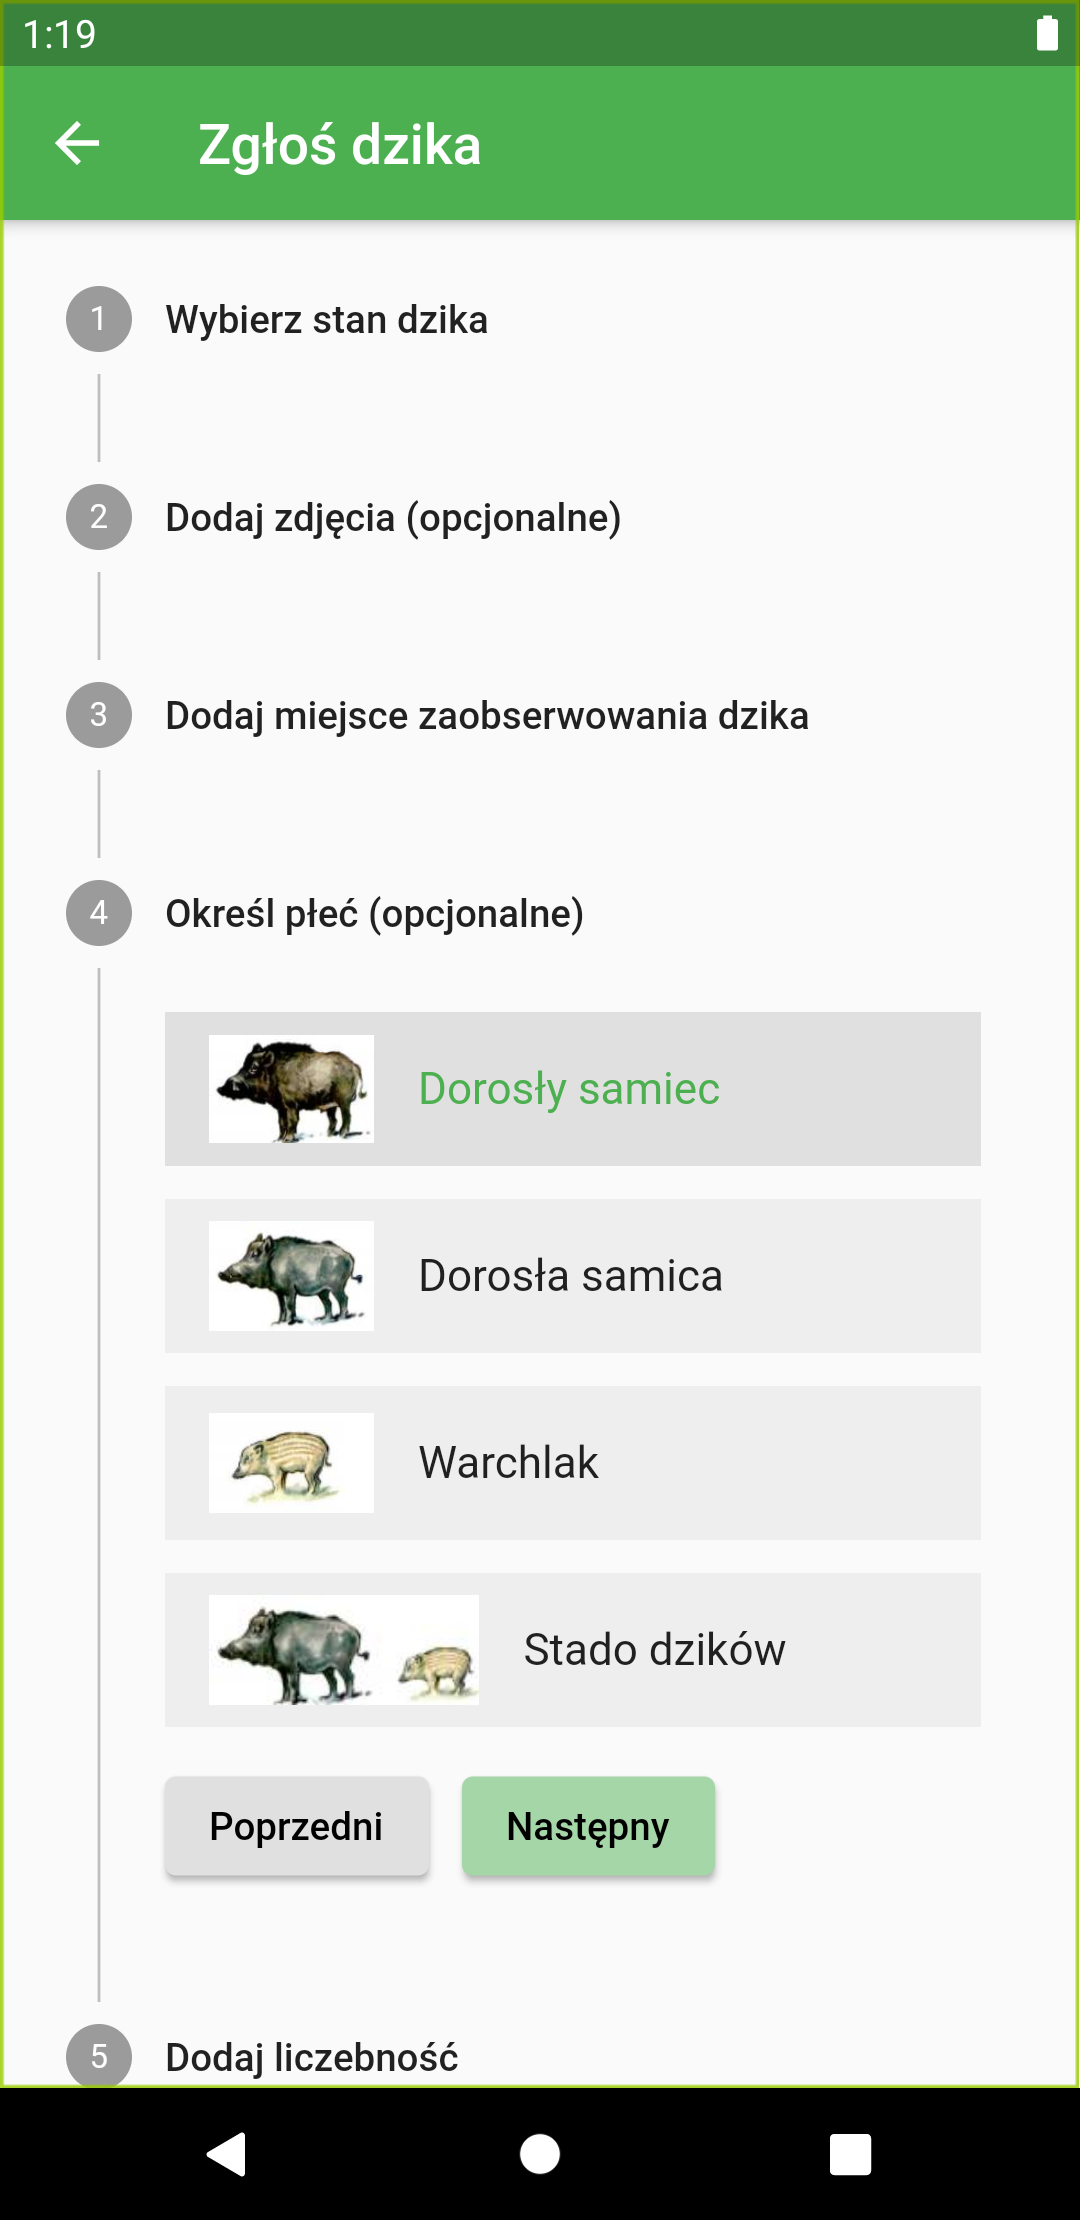 1:19
Zgłoś dzika
1
Wybierz stan dzika
2
Dodaj zdjęcia (opcjonalne)
3
Dodaj miejsce zaobserwowania dzika
4
Określ płeć (opcjonalne)
Dorosły samiec
Dorosła samica
Warchlak
Stado dzików
Poprzedni
Następny
5
Dodaj liczebność